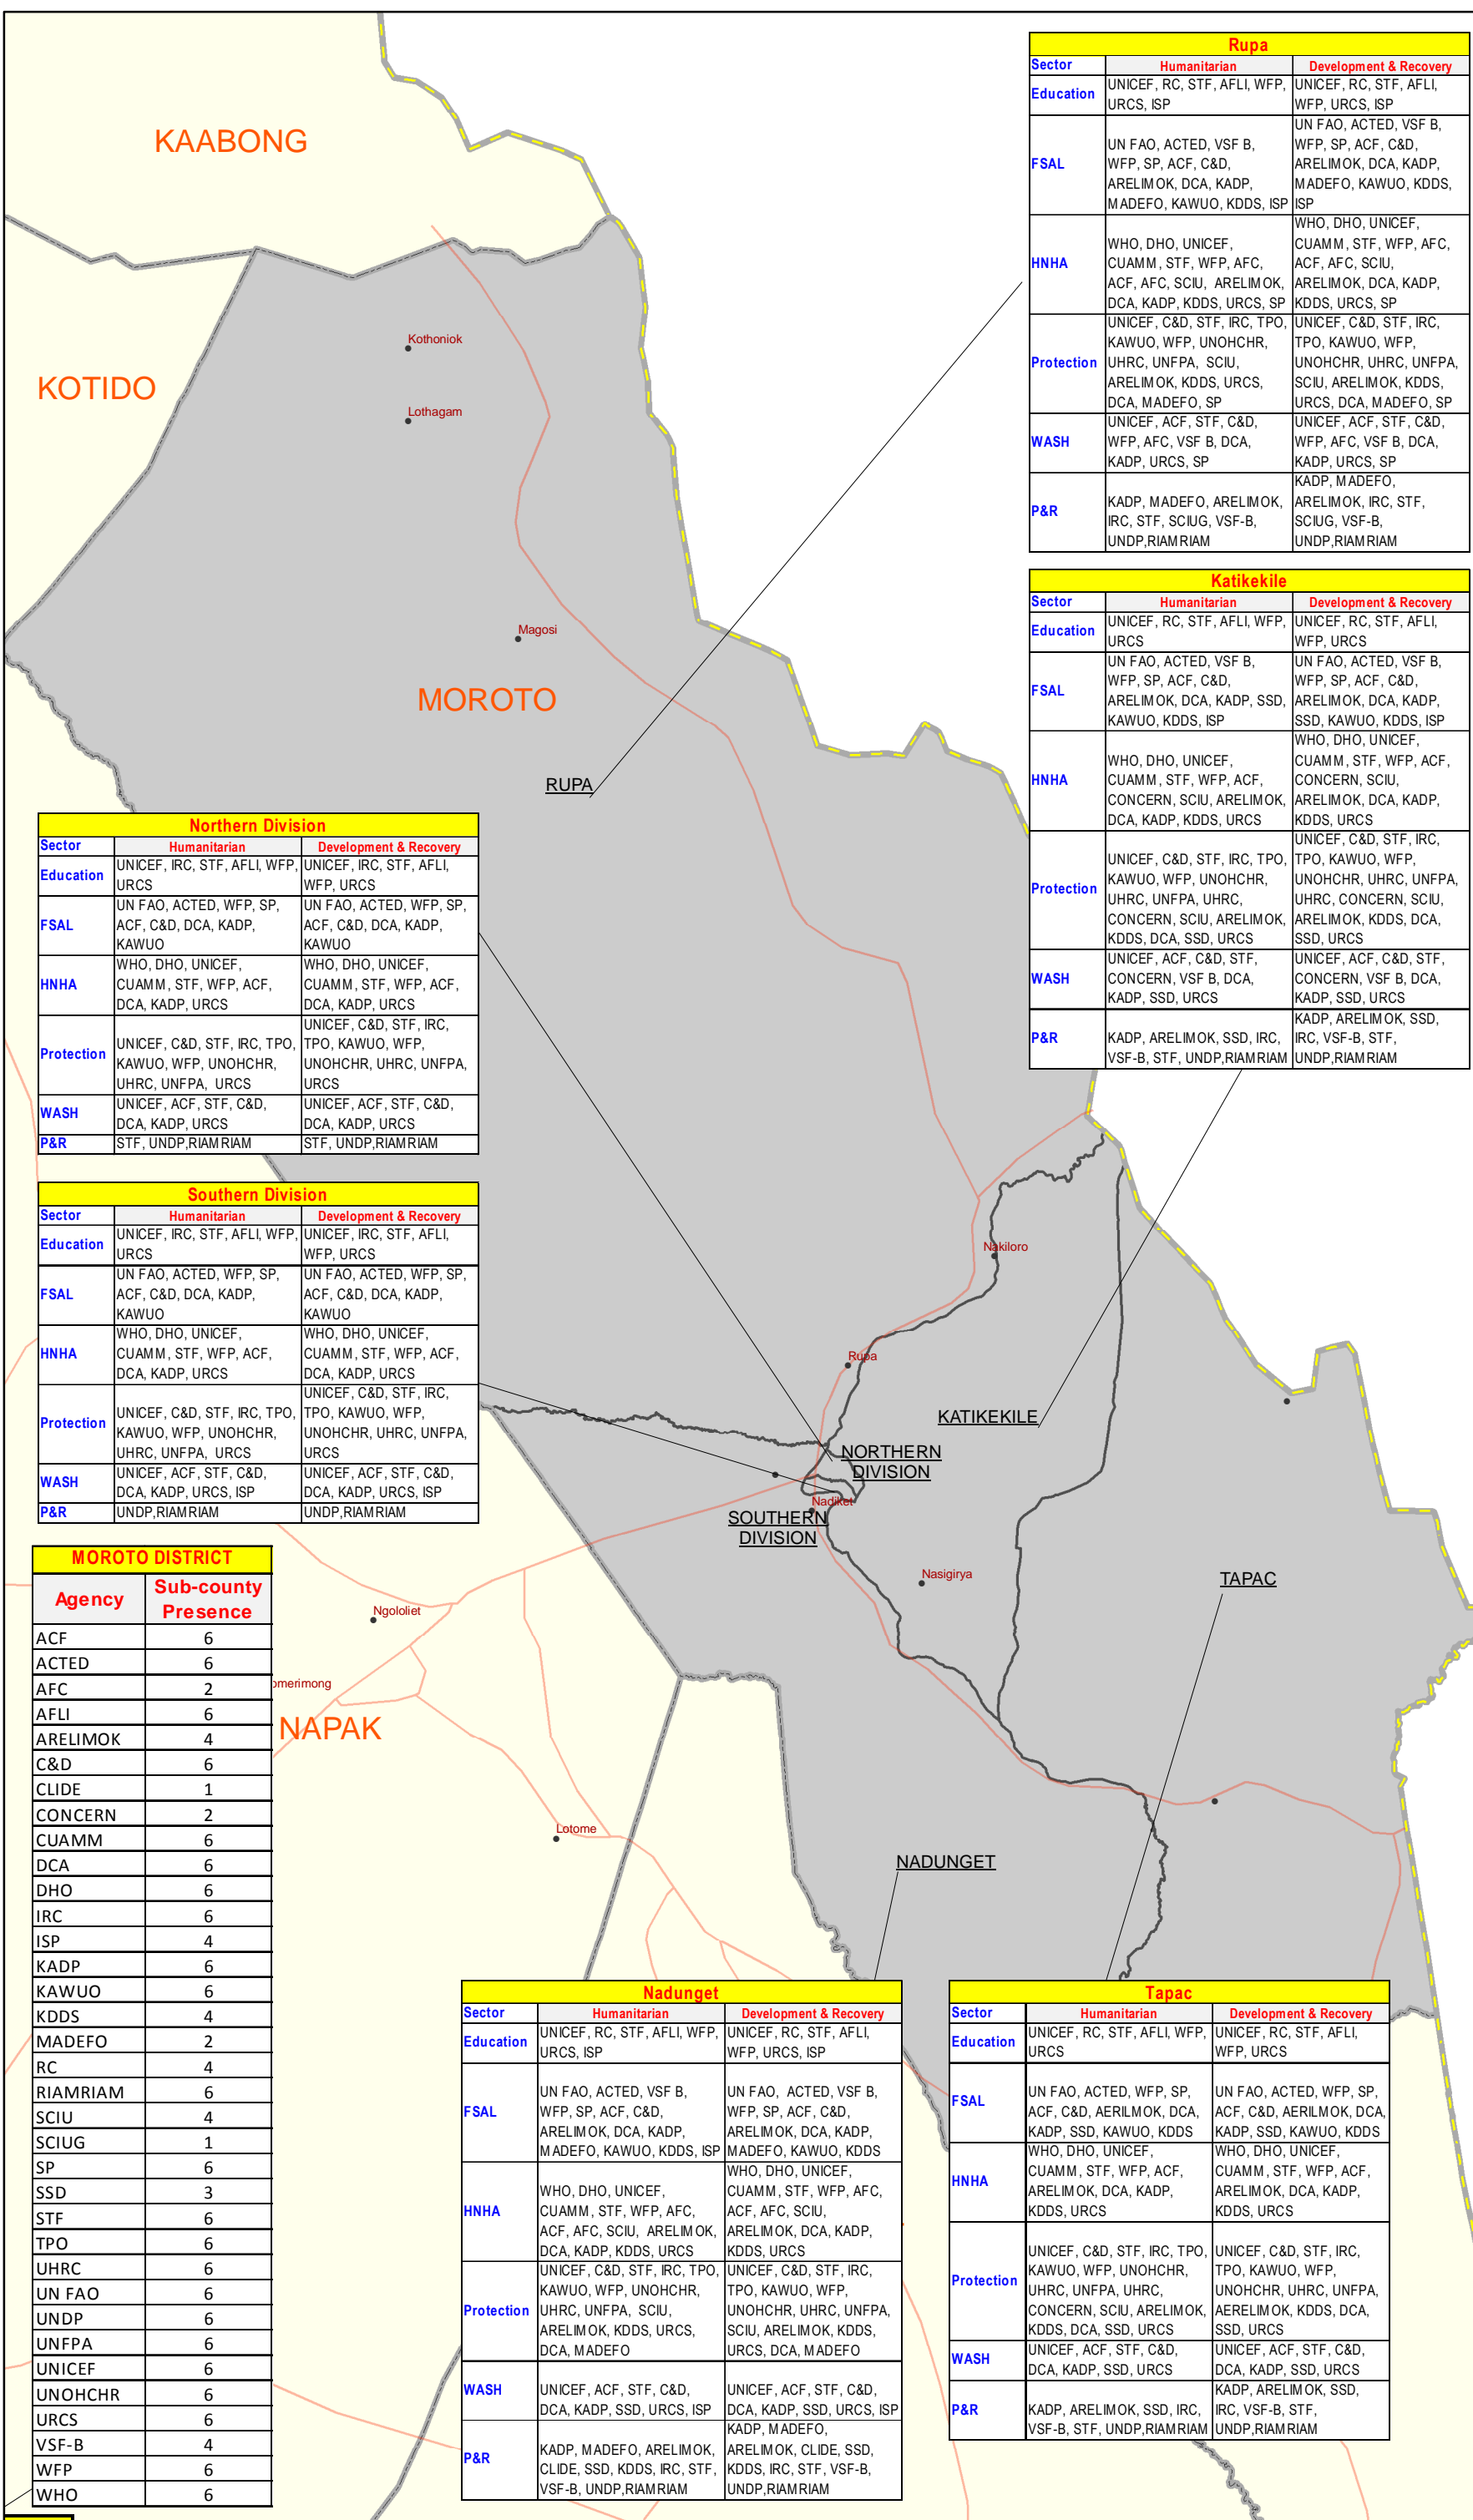 KAABONG
KOTIDO
Kothoniok
Lothagam
Magosi
MOROTO
RUPA
Nakiloro
Rupa
KATIKEKILE
NORTHERN
DIVISION
Nadiket
SOUTHERN
DIVISION
Nasigirya
TAPAC
Ngololiet
omerimong
NAPAK
Lotome
NADUNGET
Rupa
Sector Humanitarian Development & Recovery
Education
UNICEF, RC, STF, AFLI, WFP,
URCS, ISP
UNICEF, RC, STF, AFLI,
WFP, URCS, ISP
FSAL
UN FAO, ACTED, VSF B,
WFP, SP, ACF, C&D,
ARELIMOK, DCA, KADP,
MADEFO, KAWUO, KDDS, ISP
UN FAO, ACTED, VSF B,
WFP, SP, ACF, C&D,
ARELIMOK, DCA, KADP,
MADEFO, KAWUO, KDDS,
ISP
HNHA
WHO, DHO, UNICEF,
CUAMM, STF, WFP, AFC,
ACF, AFC, SCIU, ARELIMOK,
DCA, KADP, KDDS, URCS, SP
WHO, DHO, UNICEF,
CUAMM, STF, WFP, AFC,
ACF, AFC, SCIU,
ARELIMOK, DCA, KADP,
KDDS, URCS, SP
Protection
UNICEF, C&D, STF, IRC, TPO,
KAWUO, WFP, UNOHCHR,
UHRC, UNFPA, SCIU,
ARELIMOK, KDDS, URCS,
DCA, MADEFO, SP
UNICEF, C&D, STF, IRC,
TPO, KAWUO, WFP,
UNOHCHR, UHRC, UNFPA,
SCIU, ARELIMOK, KDDS,
URCS, DCA, MADEFO, SP
WASH
UNICEF, ACF, STF, C&D,
WFP, AFC, VSF B, DCA,
KADP, URCS, SP
UNICEF, ACF, STF, C&D,
WFP, AFC, VSF B, DCA,
KADP, URCS, SP
P&R
KADP, MADEFO, ARELIMOK,
IRC, STF, SCIUG, VSF-B,
UNDP,RIAMRIAM
KADP, MADEFO,
ARELIMOK, IRC, STF,
SCIUG, VSF-B,
UNDP,RIAMRIAM
Katikekile
Sector Humanitarian Development & Recovery
Education
UNICEF, RC, STF, AFLI, WFP,
URCS
UNICEF, RC, STF, AFLI,
WFP, URCS
FSAL
UN FAO, ACTED, VSF B,
WFP, SP, ACF, C&D,
ARELIMOK, DCA, KADP, SSD,
KAWUO, KDDS, ISP
UN FAO, ACTED, VSF B,
WFP, SP, ACF, C&D,
ARELIMOK, DCA, KADP,
SSD, KAWUO, KDDS, ISP
HNHA
WHO, DHO, UNICEF,
CUAMM, STF, WFP, ACF,
CONCERN, SCIU, ARELIMOK,
DCA, KADP, KDDS, URCS
WHO, DHO, UNICEF,
CUAMM, STF, WFP, ACF,
CONCERN, SCIU,
ARELIMOK, DCA, KADP,
KDDS, URCS
Protection
UNICEF, C&D, STF, IRC, TPO,
KAWUO, WFP, UNOHCHR,
UHRC, UNFPA, UHRC,
CONCERN, SCIU, ARELIMOK,
KDDS, DCA, SSD, URCS
UNICEF, C&D, STF, IRC,
TPO, KAWUO, WFP,
UNOHCHR, UHRC, UNFPA,
UHRC, CONCERN, SCIU,
ARELIMOK, KDDS, DCA,
SSD, URCS
WASH
UNICEF, ACF, C&D, STF,
CONCERN, VSF B, DCA,
KADP, SSD, URCS
UNICEF, ACF, C&D, STF,
CONCERN, VSF B, DCA,
KADP, SSD, URCS
P&R
KADP, ARELIMOK, SSD, IRC,
VSF-B, STF, UNDP,RIAMRIAM
KADP, ARELIMOK, SSD,
IRC, VSF-B, STF,
UNDP,RIAMRIAM
Northern Division
Sector Humanitarian Development & Recovery
Education
UNICEF, IRC, STF, AFLI, WFP,
URCS
UNICEF, IRC, STF, AFLI,
WFP, URCS
FSAL
UN FAO, ACTED, WFP, SP,
ACF, C&D, DCA, KADP,
KAWUO
UN FAO, ACTED, WFP, SP,
ACF, C&D, DCA, KADP,
KAWUO
HNHA
WHO, DHO, UNICEF,
CUAMM, STF, WFP, ACF,
DCA, KADP, URCS
WHO, DHO, UNICEF,
CUAMM, STF, WFP, ACF,
DCA, KADP, URCS
Protection
UNICEF, C&D, STF, IRC, TPO,
KAWUO, WFP, UNOHCHR,
UHRC, UNFPA, URCS
UNICEF, C&D, STF, IRC,
TPO, KAWUO, WFP,
UNOHCHR, UHRC, UNFPA,
URCS
WASH
UNICEF, ACF, STF, C&D,
DCA, KADP, URCS
UNICEF, ACF, STF, C&D,
DCA, KADP, URCS
P&R
STF, UNDP,RIAMRIAM
STF, UNDP,RIAMRIAM
Southern Division
Sector Humanitarian Development & Recovery
Education
UNICEF, IRC, STF, AFLI, WFP,
URCS
UNICEF, IRC, STF, AFLI,
WFP, URCS
FSAL
UN FAO, ACTED, WFP, SP,
ACF, C&D, DCA, KADP,
KAWUO
UN FAO, ACTED, WFP, SP,
ACF, C&D, DCA, KADP,
KAWUO
HNHA
WHO, DHO, UNICEF,
CUAMM, STF, WFP, ACF,
DCA, KADP, URCS
WHO, DHO, UNICEF,
CUAMM, STF, WFP, ACF,
DCA, KADP, URCS
Protection
UNICEF, C&D, STF, IRC, TPO,
KAWUO, WFP, UNOHCHR,
UHRC, UNFPA, URCS
UNICEF, C&D, STF, IRC,
TPO, KAWUO, WFP,
UNOHCHR, UHRC, UNFPA,
URCS
WASH
UNICEF, ACF, STF, C&D,
DCA, KADP, URCS, ISP
UNICEF, ACF, STF, C&D,
DCA, KADP, URCS, ISP
P&R
UNDP,RIAMRIAM
UNDP,RIAMRIAM
MOROTO DISTRICT
Agency Sub-county Presence
ACF 6
ACTED 6
AFC 2
AFLI 6
ARELIMOK 4
C&D 6
CLIDE 1
CONCERN 2
CUAMM 6
DCA 6
DHO 6
IRC 6
ISP 4
KADP 6
KAWUO 6
KDDS 4
MADEFO 2
RC 4
RIAMRIAM 6
SCIU 4
SCIUG 1
SP 6
SSD 3
STF 6
TPO 6
UHRC 6
UN FAO 6
UNDP 6
UNFPA 6
UNICEF 6
UNOHCHR 6
URCS 6
VSF-B 4
WFP 6
WHO 6
Nadunget
Sector Humanitarian Development & Recovery
Education
UNICEF, RC, STF, AFLI, WFP,
URCS, ISP
UNICEF, RC, STF, AFLI,
WFP, URCS, ISP
FSAL
UN FAO, ACTED, VSF B,
WFP, SP, ACF, C&D,
ARELIMOK, DCA, KADP,
MADEFO, KAWUO, KDDS, ISP
UN FAO, ACTED, VSF B,
WFP, SP, ACF, C&D,
ARELIMOK, DCA, KADP,
MADEFO, KAWUO, KDDS
HNHA
WHO, DHO, UNICEF,
CUAMM, STF, WFP, AFC,
ACF, AFC, SCIU, ARELIMOK,
DCA, KADP, KDDS, URCS
WHO, DHO, UNICEF,
CUAMM, STF, WFP, AFC,
ACF, AFC, SCIU,
ARELIMOK, DCA, KADP,
KDDS, URCS
Protection
UNICEF, C&D, STF, IRC, TPO,
KAWUO, WFP, UNOHCHR,
UHRC, UNFPA, SCIU,
ARELIMOK, KDDS, URCS,
DCA, MADEFO
UNICEF, C&D, STF, IRC,
TPO, KAWUO, WFP,
UNOHCHR, UHRC, UNFPA,
SCIU, ARELIMOK, KDDS,
URCS, DCA, MADEFO
WASH
UNICEF, ACF, STF, C&D,
DCA, KADP, SSD, URCS, ISP
UNICEF, ACF, STF, C&D,
DCA, KADP, SSD, URCS, ISP
P&R
KADP, MADEFO, ARELIMOK,
CLIDE, SSD, KDDS, IRC, STF,
VSF-B, UNDP,RIAMRIAM
KADP, MADEFO,
ARELIMOK, CLIDE, SSD,
KDDS, IRC, STF, VSF-B,
UNDP,RIAMRIAM
Tapac
Sector Humanitarian Development & Recovery
Education
UNICEF, RC, STF, AFLI, WFP,
URCS
UNICEF, RC, STF, AFLI,
WFP, URCS
FSAL
UN FAO, ACTED, WFP, SP,
ACF, C&D, AERILMOK, DCA,
KADP, SSD, KAWUO, KDDS
UN FAO, ACTED, WFP, SP,
ACF, C&D, AERILMOK, DCA,
KADP, SSD, KAWUO, KDDS
HNHA
WHO, DHO, UNICEF,
CUAMM, STF, WFP, ACF,
ARELIMOK, DCA, KADP,
KDDS, URCS
WHO, DHO, UNICEF,
CUAMM, STF, WFP, ACF,
ARELIMOK, DCA, KADP,
KDDS, URCS
Protection
UNICEF, C&D, STF, IRC, TPO,
KAWUO, WFP, UNOHCHR,
UHRC, UNFPA, UHRC,
CONCERN, SCIU, ARELIMOK,
KDDS, DCA, SSD, URCS
UNICEF, C&D, STF, IRC,
TPO, KAWUO, WFP,
UNOHCHR, UHRC, UNFPA,
AERELIMOK, KDDS, DCA,
SSD, URCS
WASH
UNICEF, ACF, STF, C&D,
DCA, KADP, SSD, URCS
UNICEF, ACF, STF, C&D,
DCA, KADP, SSD, URCS
P&R
KADP, ARELIMOK, SSD, IRC,
VSF-B, STF, UNDP,RIAMRIAM
KADP, ARELIMOK, SSD,
IRC, VSF-B, STF,
UNDP,RIAMRIAM